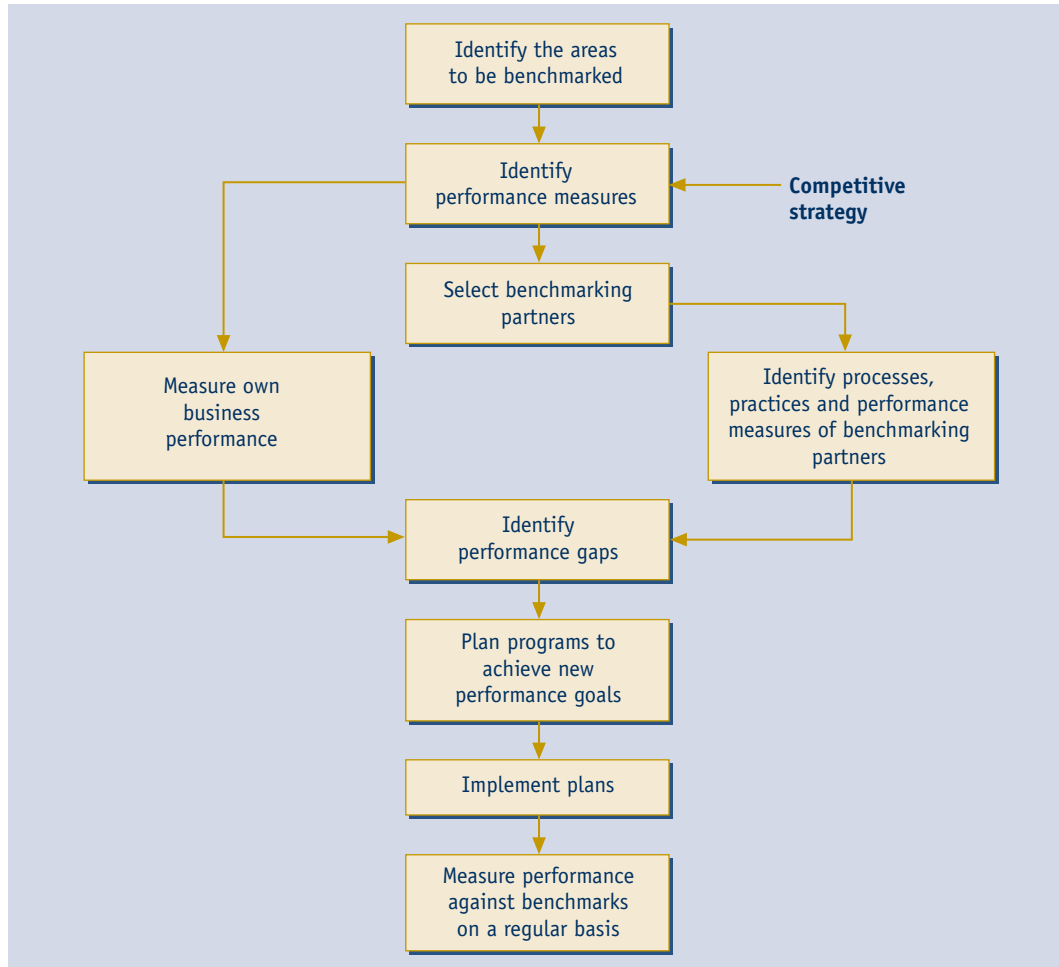 Identify the areas
to be benchmarked
Identify
performance measures
Competitive
strategy
Select benchmarking
partners
Measure own
business
performance
Identify processes,
practices and performance
measures of benchmarking
partners
Identify
performance gaps
Plan programs to
achieve new
performance goals
Implement plans
Measure performance
against benchmarks
on a regular basis